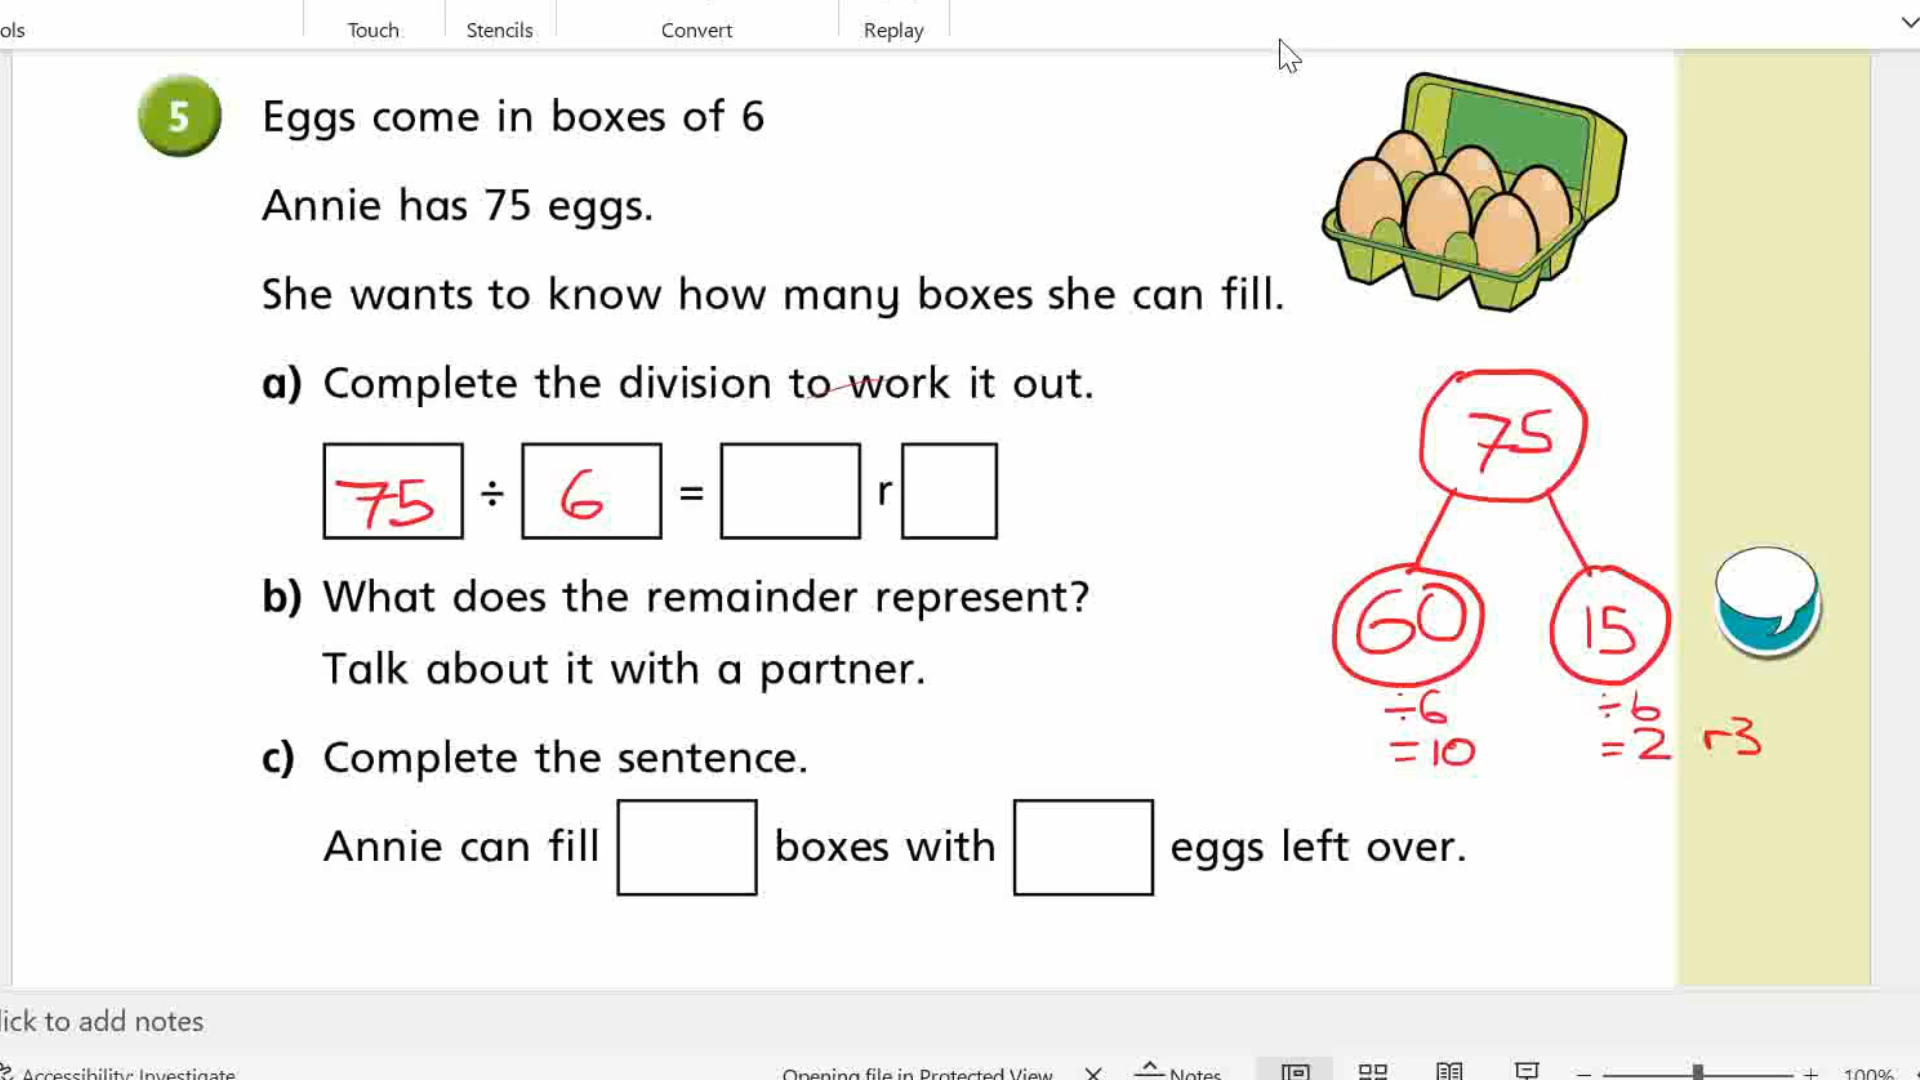 ols Touch Stencils Convert Replay
5 Eggs come in boxes of 6
Annie has 75 eggs.
She wants to know how many boxes she can fill.
a) Complete the division to work it out.
75 ÷ 6 = r
b) What does the remainder represent?
Talk about it with a partner.
c) Complete the sentence.
Annie can fill boxes with eggs left over.
75
60 15
÷6 ÷6
=10 =2 r3
lick to add notes
Accessibility: Investigate Opening file in Protected View Notes 100%